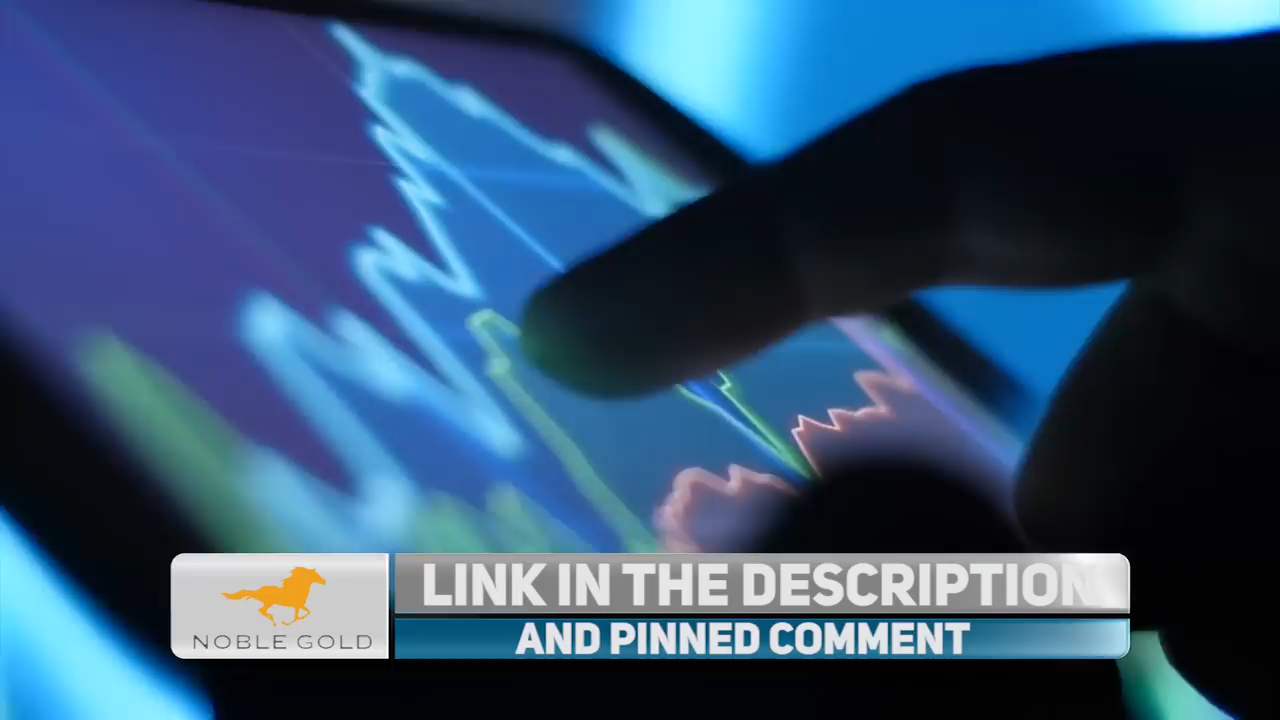 LINK IN THE DESCRIPTION
NOBLE GOLD
AND PINNED COMMENT